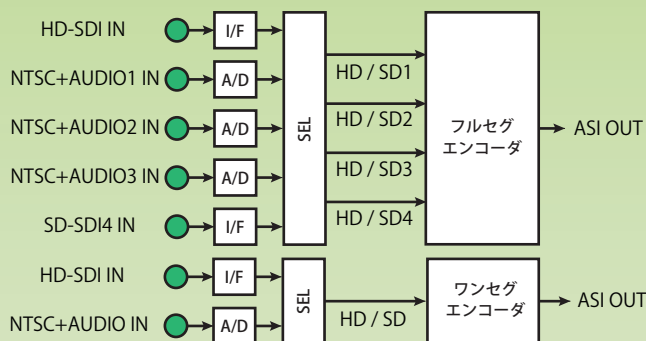 HD-SDI IN
I/F
NTSC+AUDIO1 IN
A/D
NTSC+AUDIO2 IN
A/D
NTSC+AUDIO3 IN
A/D
SD-SDI4 IN
I/F
SEL
HD / SD1
HD / SD2
HD / SD3
HD / SD4
フルセグ
エンコーダ
ASI OUT
HD-SDI IN
I/F
NTSC+AUDIO IN
A/D
SEL
HD / SD
ワンセグ
エンコーダ
ASI OUT